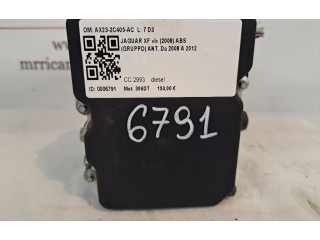 OM: AX23-2C405-AC L: 7 D3
JAGUAR XF «I» (2008) ABS
(GRUPPO) ANT. Da 2008 A 2012
CC 2993 diesel
ID: 0006791 Mot. 306DT 150,00 €
6791